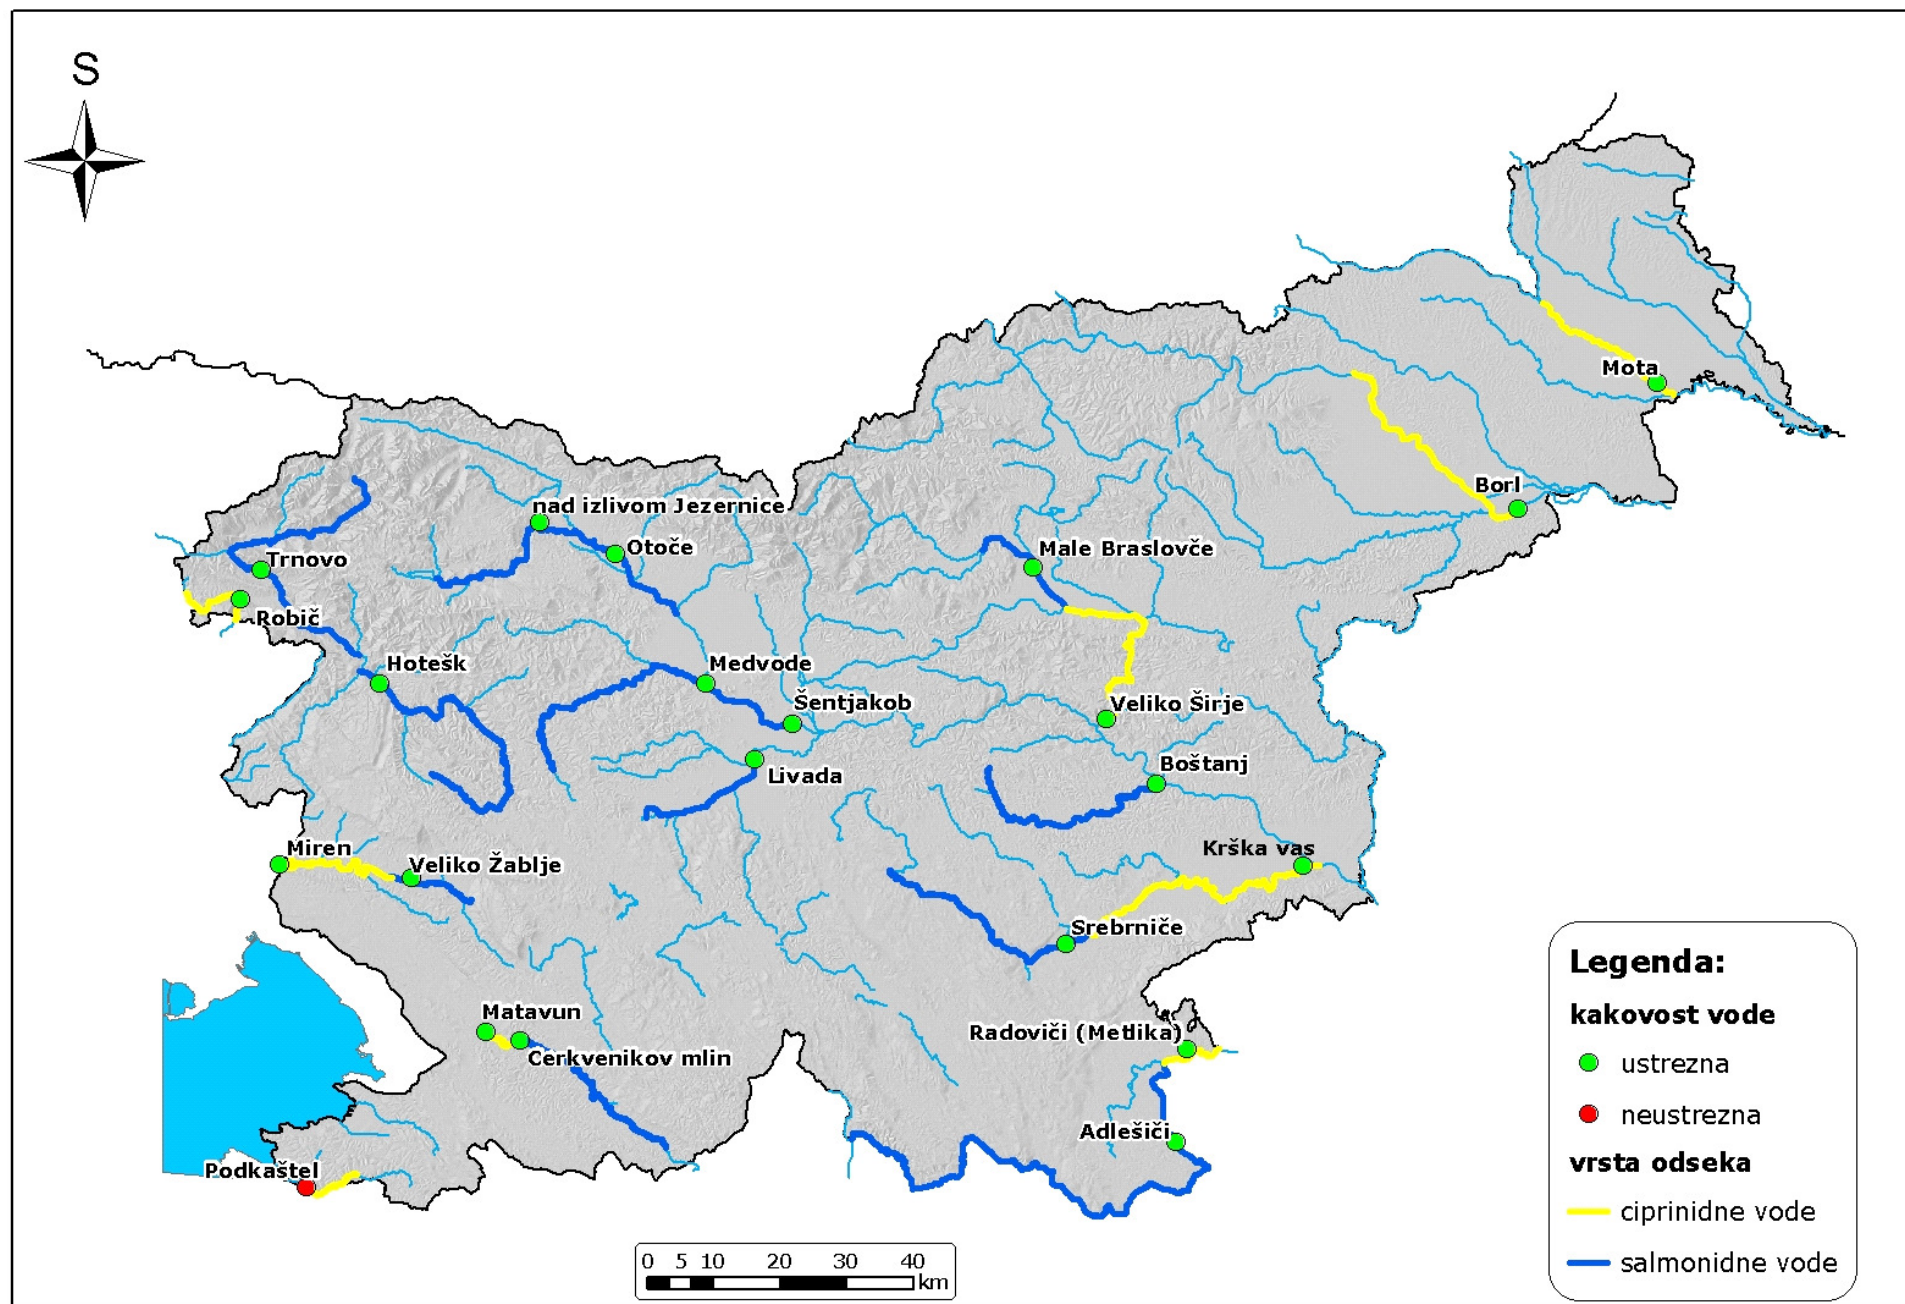 S
Mota
Borl
nad izlivom Jezernice
Otoče
Male Braslovče
Trnovo
Robič
Hotešk
Medvode
Šentjakob
Veliko Širje
Livada
Boštanj
Miren
Veliko Žablje
Krška vas
Srebrniče
Matavun
Cerkvenikov mlin
Radoviči (Metlika)
Adlešiči
Podkaštel
Legenda:
kakovost vode
ustrezna
neustrezna
vrsta odseka
ciprinidne vode
salmonidne vode
0 5 10 20 30 40
km